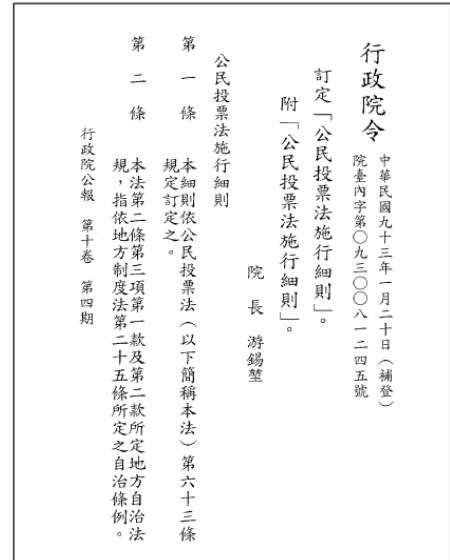 行政院令
中華民國九十三年一月二十日（補登）
院臺內字第〇九三〇〇八一二四五號
訂定「公民投票法施行細則」。
附「公民投票法施行細則」。
院長 游錫堃
公民投票法施行細則
第一條 本細則依公民投票法（以下簡稱本法）第六十三條
規定訂定之。
第二條 本法第二條第三項第一款及第二款所定地方自治法
規，指依地方制度法第二十五條所定之自治條例。
行政院公報 第十卷 第四期